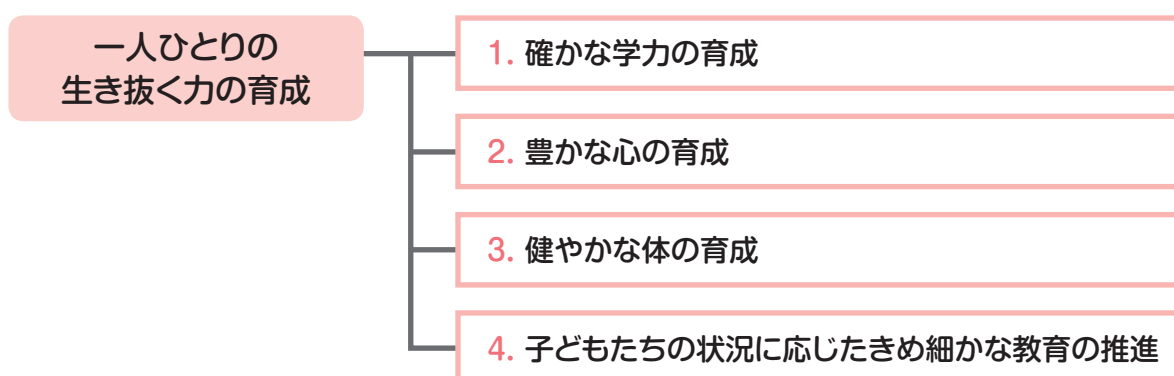 一人ひとりの
生き抜く力の育成
1. 確かな学力の育成
2. 豊かな心の育成
3. 健やかな体の育成
4. 子どもたちの状況に応じたきめ細かな教育の推進